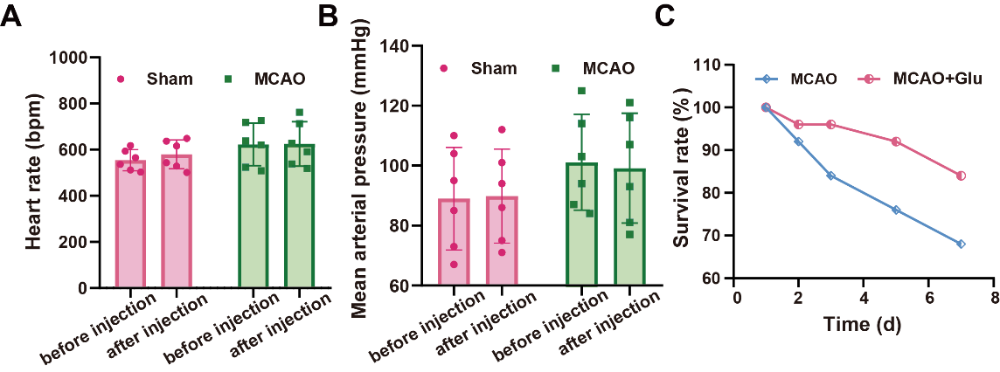 A
Heart rate (bpm)
1000
800
600
400
200
0
Sham
MCAO
before injection
after injection
before injection
after injection
B
Mean arterial pressure (mmHg)
140
120
100
80
60
Sham
MCAO
before injection
after injection
before injection
after injection
C
Survival rate (%)
110
100
90
80
70
60
MCAO
MCAO+Glu
0
2
4
6
8
Time (d)